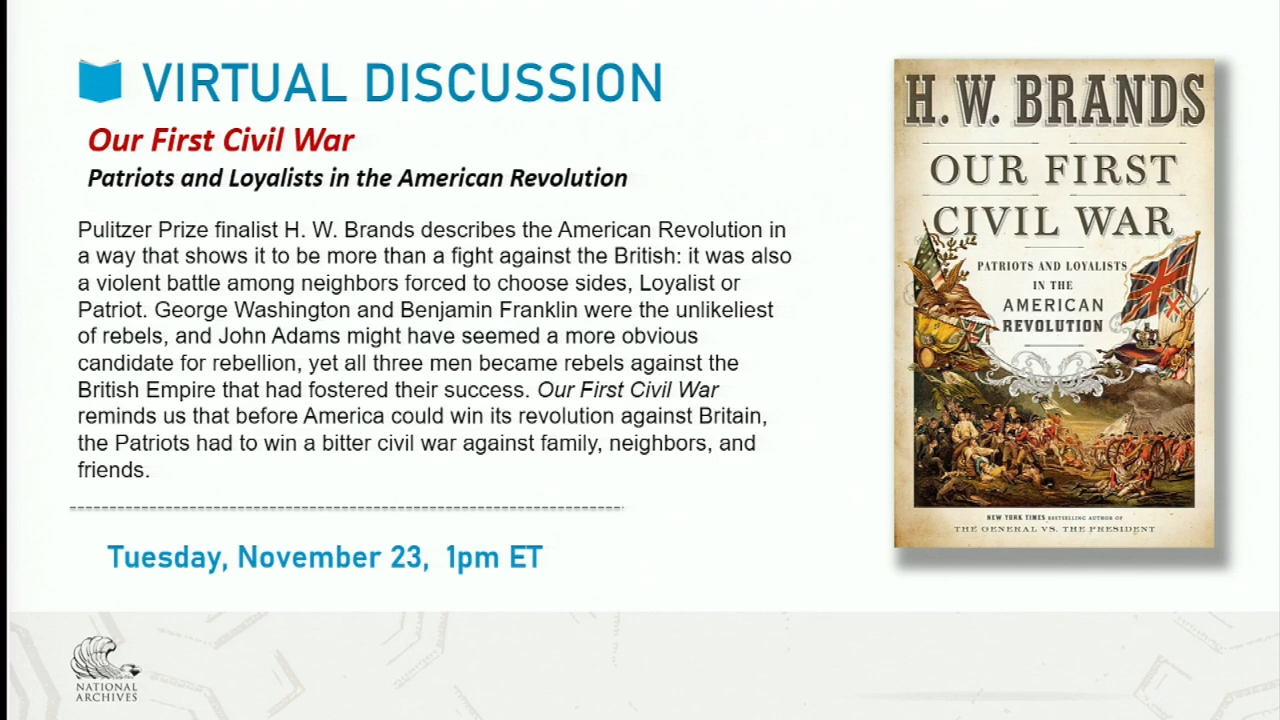 VIRTUAL DISCUSSION
Our First Civil War
Patriots and Loyalists in the American Revolution
Pulitzer Prize finalist H. W. Brands describes the American Revolution in
a way that shows it to be more than a fight against the British: it was also
a violent battle among neighbors forced to choose sides, Loyalist or
Patriot. George Washington and Benjamin Franklin were the unlikeliest
of rebels, and John Adams might have seemed a more obvious
candidate for rebellion, yet all three men became rebels against the
British Empire that had fostered their success. Our First Civil War
reminds us that before America could win its revolution against Britain,
the Patriots had to win a bitter civil war against family, neighbors, and
friends.
Tuesday, November 23, 1pm ET
NATIONAL
ARCHIVES
H. W. BRANDS
OUR FIRST
CIVIL WAR
PATRIOTS AND LOYALISTS
IN THE
AMERICAN
REVOLUTION
NEW YORK TIMES BESTSELLING AUTHOR OF
THE GENERAL VS. THE PRESIDENT